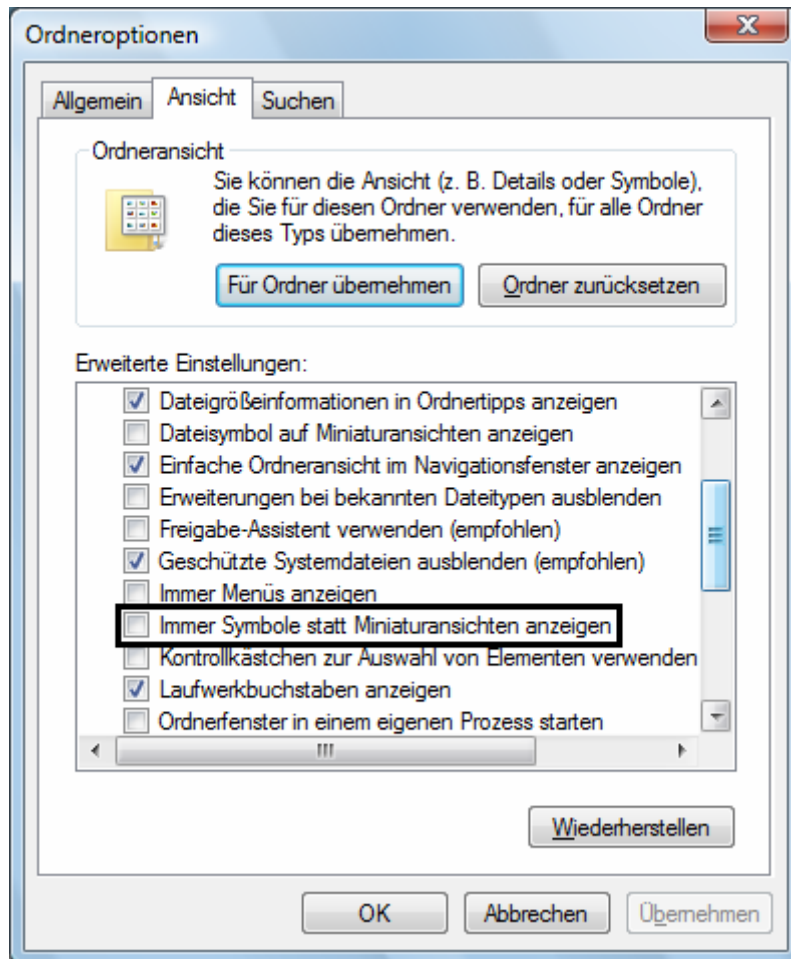 Ordneroptionen
Allgemein Ansicht Suchen
Ordneransicht
Sie können die Ansicht (z. B. Details oder Symbole),
die Sie für diesen Ordner verwenden, für alle Ordner
dieses Typs übernehmen.
Für Ordner übernehmen Ordner zurücksetzen
Erweiterte Einstellungen:
Dateigrößeinformationen in Ordnertipps anzeigen
Dateisymbol auf Miniaturansichten anzeigen
Einfache Ordneransicht im Navigationsfenster anzeigen
Erweiterungen bei bekannten Dateitypen ausblenden
Freigabe-Assistent verwenden (empfohlen)
Geschützte Systemdateien ausblenden (empfohlen)
Immer Menüs anzeigen
Immer Symbole statt Miniaturansichten anzeigen
Kontrollkästchen zur Auswahl von Elementen verwenden
Laufwerkbuchstaben anzeigen
Ordnerfenster in einem eigenen Prozess starten
Wiederherstellen
OK Abbrechen Übernehmen